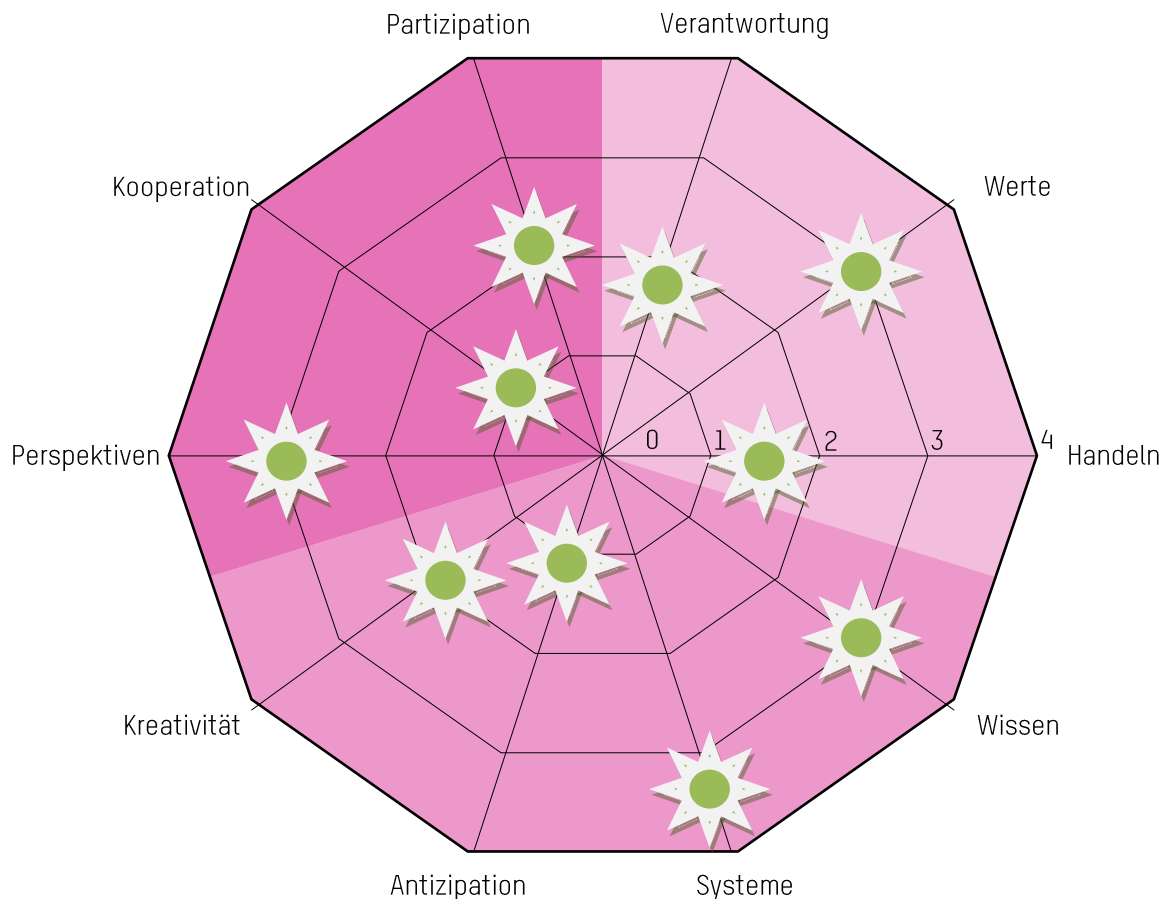 Partizipation
Verantwortung
Kooperation
Werte
0
1
2
3
4
Perspektiven
Handeln
Kreativität
Wissen
Antizipation
Systeme